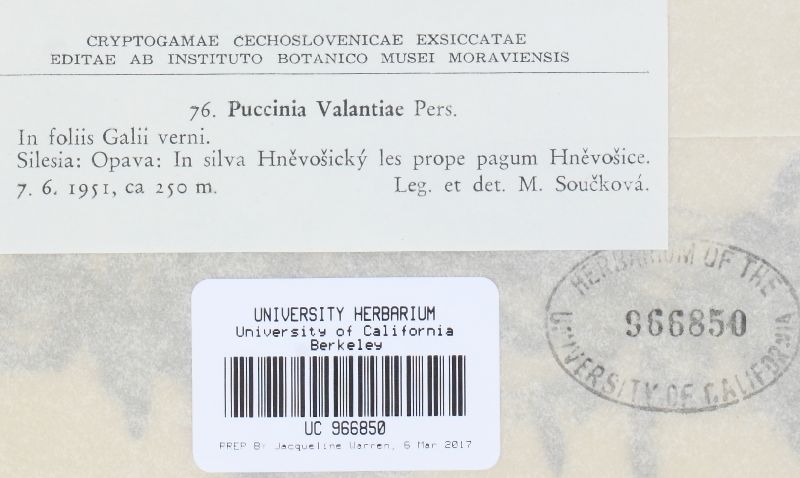 CRYPTOGAMAE CECHOSLOVENICAE EXSICCATAE
EDITAE AB INSTITUTO BOTANICO MUSEI MORAVIENSIS
76. Puccinia Valantiae Pers.
In foliis Galii verni.
Silesia: Opava: In silva Hněvošický les prope pagum Hněvošice.
7. 6. 1951, ca 250 m. Leg. et det. M. Součková.
HERBARIUM OF THE
966850
UNIVERSITY OF CALIFORNIA
UNIVERSITY HERBARIUM
University of California
Berkeley
UC 966850
PREP BY Jacqueline Warren, 6 Mar 2017